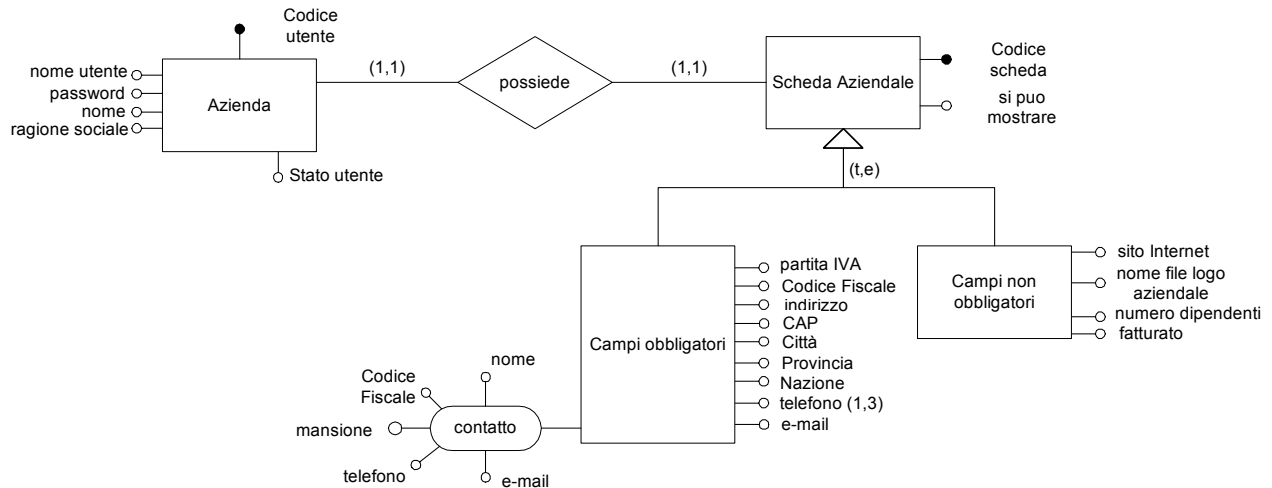 Codice
utente
nome utente
password
nome
ragione sociale
Azienda
Stato utente
(1,1)
possiede
(1,1)
Scheda Aziendale
Codice
scheda
si puo
mostrare
(t,e)
Campi obbligatori
partita IVA
Codice Fiscale
indirizzo
CAP
Città
Provincia
Nazione
telefono (1,3)
e-mail
Campi non
obbligatori
sito Internet
nome file logo
aziendale
numero dipendenti
fatturato
contatto
nome
Codice
Fiscale
mansione
telefono
e-mail